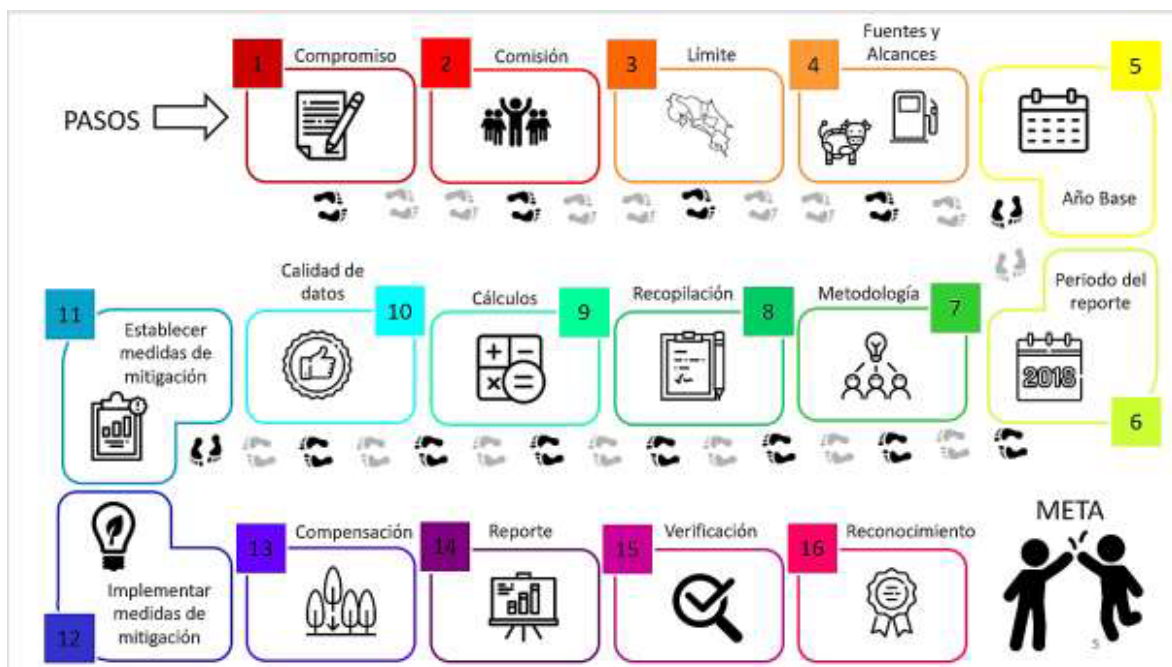 PASOS
1
Compromiso
2
Comisión
3
Límite
4
Fuentes y
Alcances
5
Año Base
Periodo del
reporte
2018
6
Metodología
7
Recopilación
8
Cálculos
9
Calidad de
datos
10
11
Establecer
medidas de
mitigación
12
Implementar
medidas de
mitigación
13
Compensación
14
Reporte
15
Verificación
16
Reconocimiento
META
5